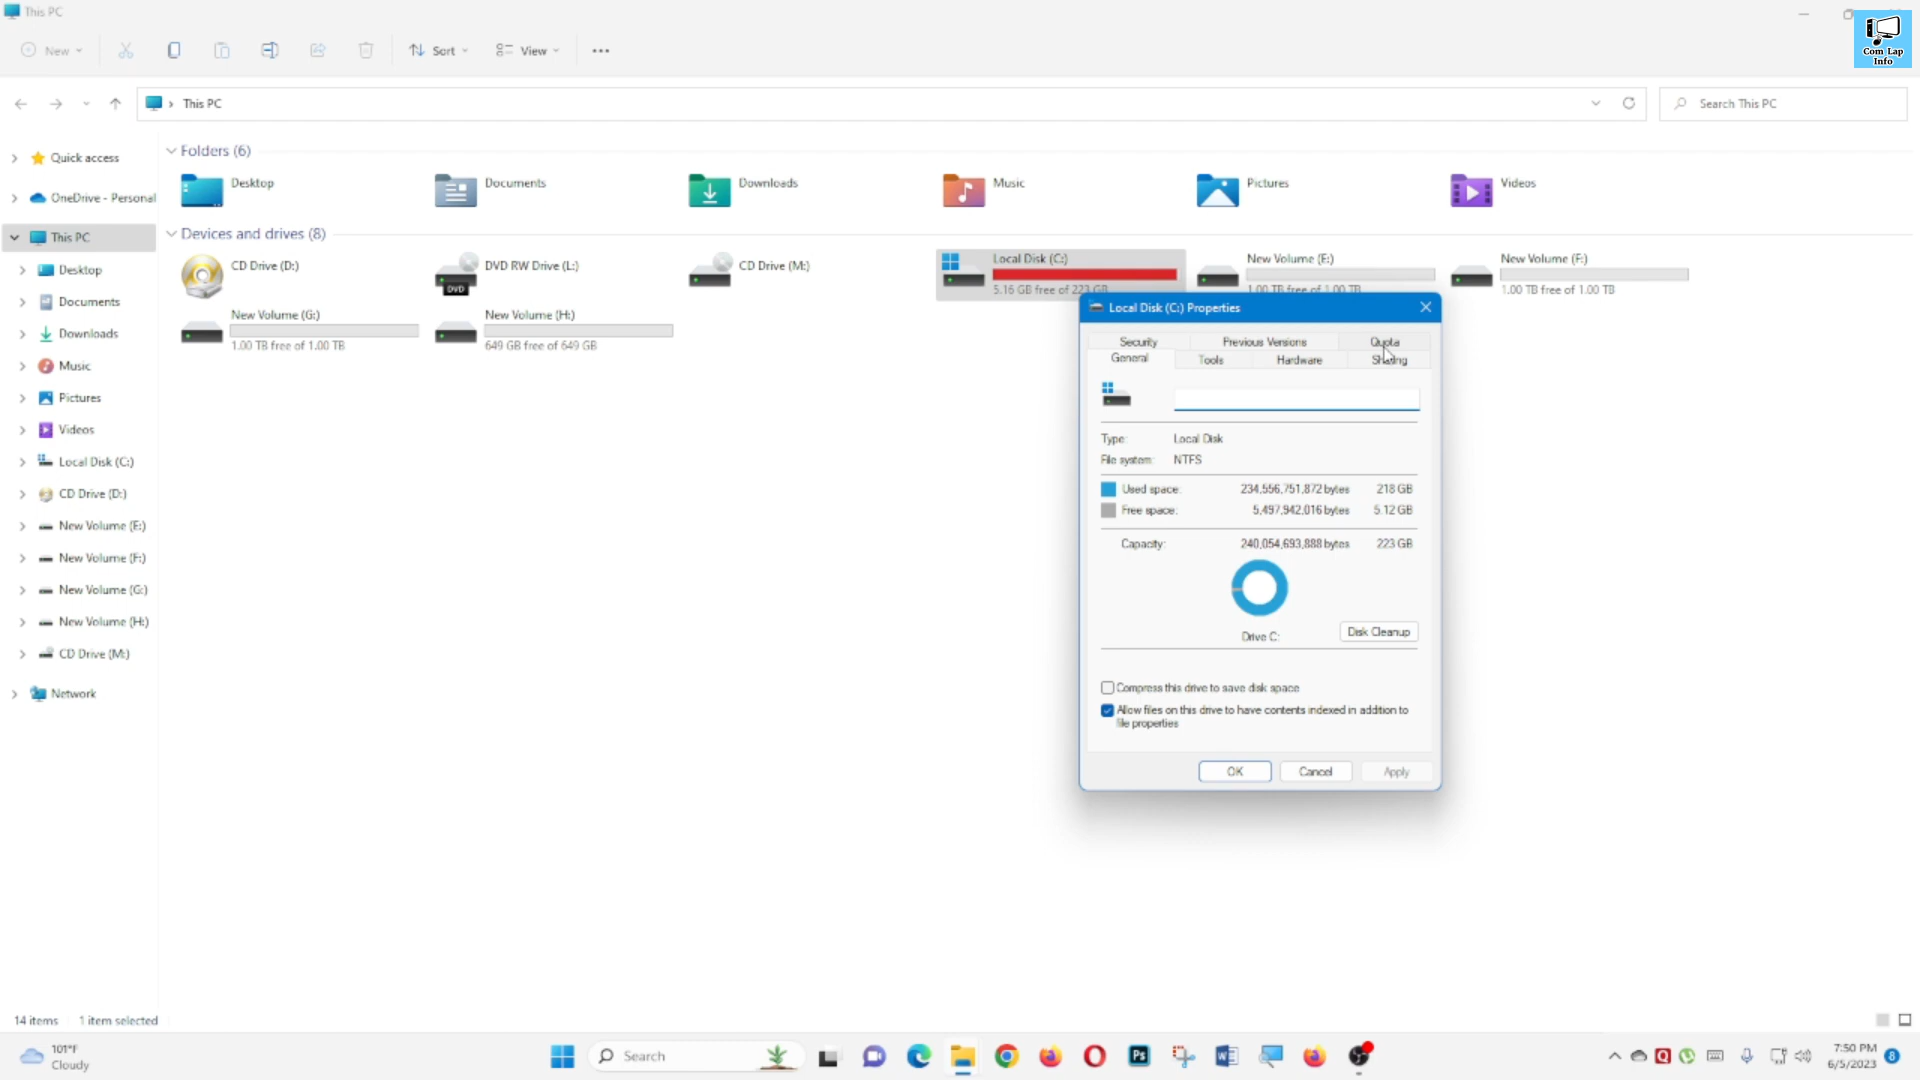 This PC
New
Sort
View
Com Lap
Info
This PC
Search This PC
Quick access
OneDrive - Personal
This PC
Desktop
Documents
Downloads
Music
Pictures
Videos
Local Disk (C:)
CD Drive (D:)
New Volume (E:)
New Volume (F:)
New Volume (G:)
New Volume (H:)
CD Drive (M:)
Network
Folders (6)
Desktop
Documents
Downloads
Music
Pictures
Videos
Devices and drives (8)
CD Drive (D:)
DVD RW Drive (L:)
DVD
CD Drive (M:)
Local Disk (C:)
5.16 GB free of 223 GB
New Volume (E:)
1.00 TB free of 1.00 TB
New Volume (F:)
1.00 TB free of 1.00 TB
New Volume (G:)
1.00 TB free of 1.00 TB
New Volume (H:)
649 GB free of 649 GB
Local Disk (C:) Properties
Security
Previous Versions
Quota
General
Tools
Hardware
Sharing
Type:
Local Disk
File system:
NTFS
Used space:
234,556,751,872 bytes
218 GB
Free space:
5,497,942,016 bytes
5.12 GB
Capacity:
240,054,693,888 bytes
223 GB
Drive C:
Disk Cleanup
Compress this drive to save disk space
Allow files on this drive to have contents indexed in addition to
file properties
OK
Cancel
Apply
14 items
1 item selected
101°F
Cloudy
Search
Ps
7:50 PM
6/5/2023
8